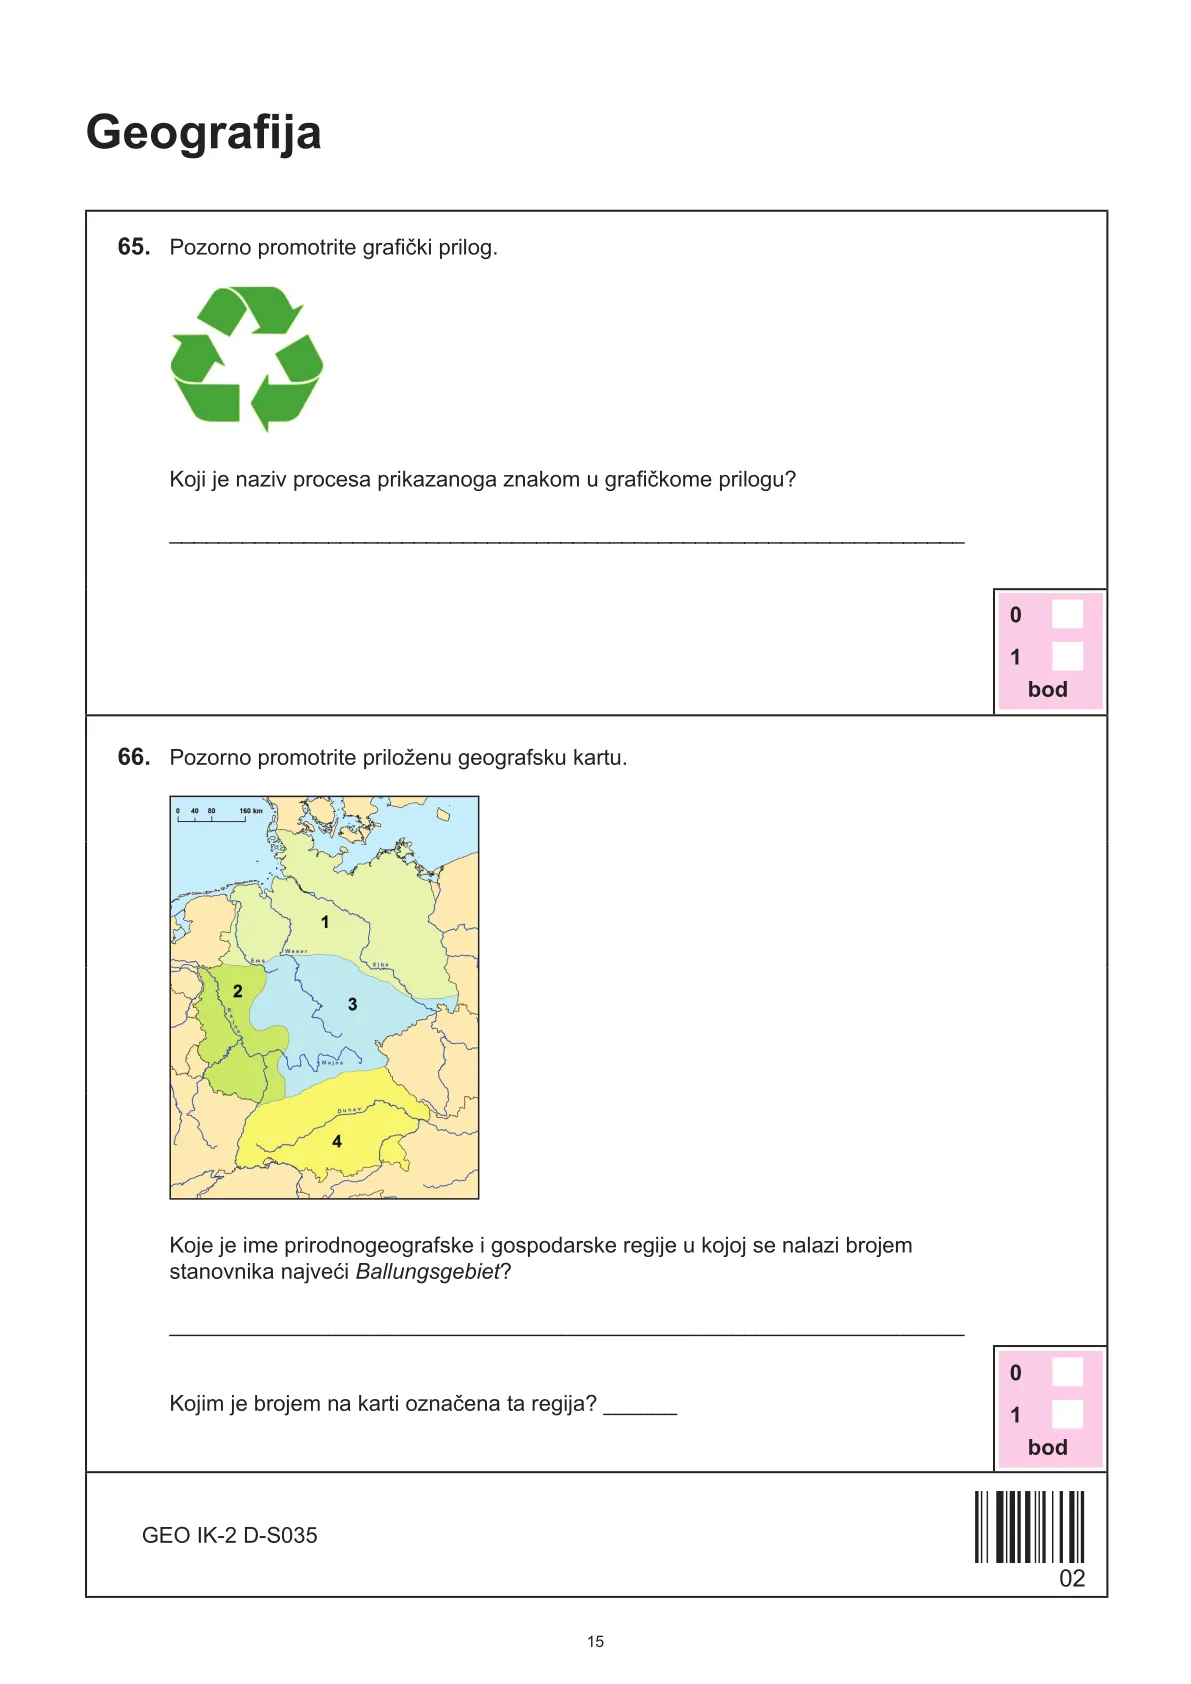 Geografija
65. Pozorno promotrite grafički prilog.
Koji je naziv procesa prikazanoga znakom u grafičkome prilogu?
0
1
bod
66. Pozorno promotrite priloženu geografsku kartu.
0 40 80 160 km
1
Weser
Ems
Elbe
2
3
Rajna
Majna
Dunav
4
Koje je ime prirodnogeografske i gospodarske regije u kojoj se nalazi brojem
stanovnika najveći Ballungsgebiet?
Kojim je brojem na karti označena ta regija? ______
0
1
bod
GEO IK-2 D-S035
02
15